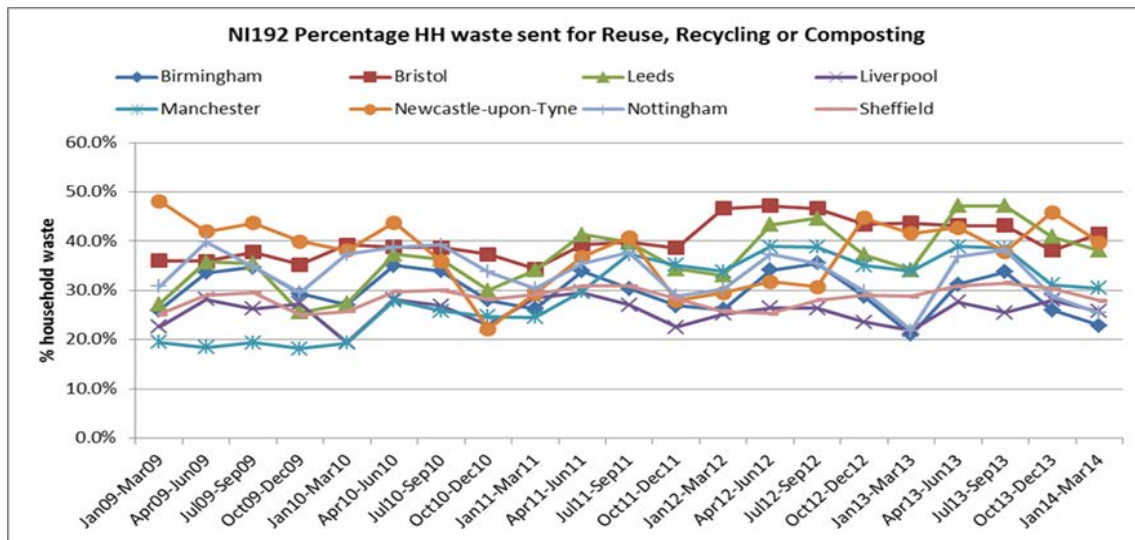 NI192 Percentage HH waste sent for Reuse, Recycling or Composting
Birmingham Bristol Leeds Liverpool
Manchester Newcastle-upon-Tyne Nottingham Sheffield
60.0%
50.0%
40.0%
30.0%
20.0%
10.0%
0.0%
% household waste
Jan09-Mar09
Apr09-Jun09
Jul09-Sep09
Oct09-Dec09
Jan10-Mar10
Apr10-Jun10
Jul10-Sep10
Oct10-Dec10
Jan11-Mar11
Apr11-Jun11
Jul11-Sep11
Oct11-Dec11
Jan12-Mar12
Apr12-Jun12
Jul12-Sep12
Oct12-Dec12
Jan13-Mar13
Apr13-Jun13
Jul13-Sep13
Oct13-Dec13
Jan14-Mar14